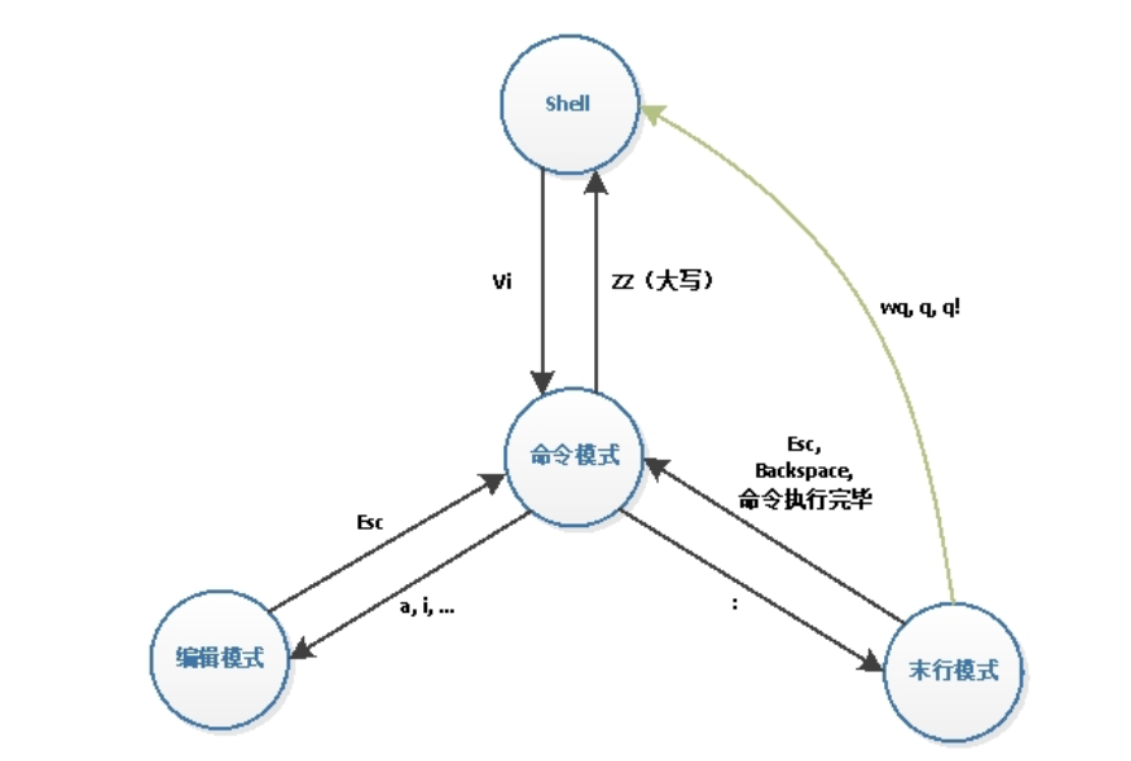 Shell
Vi
ZZ（大写）
wq, q, q!
命令模式
Esc,
Backspace,
命令执行完毕
Esc
a, i, ...
:
编辑模式
末行模式